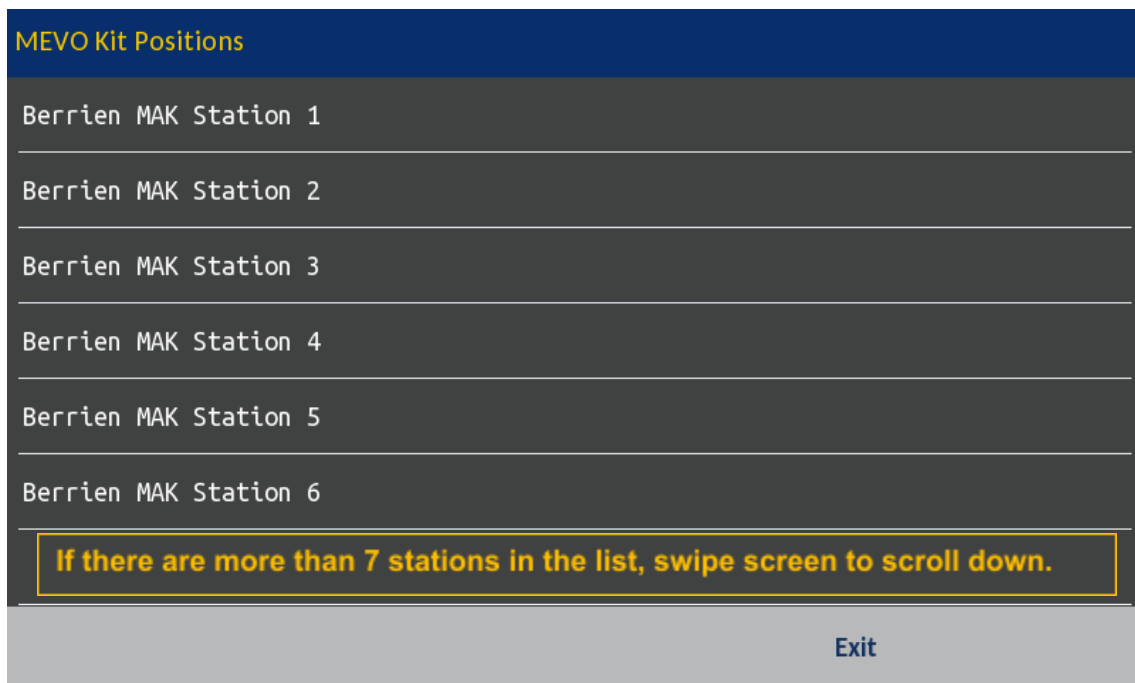 MEVO Kit Positions
Berrien MAK Station 1
Berrien MAK Station 2
Berrien MAK Station 3
Berrien MAK Station 4
Berrien MAK Station 5
Berrien MAK Station 6
If there are more than 7 stations in the list, swipe screen to scroll down.
Exit